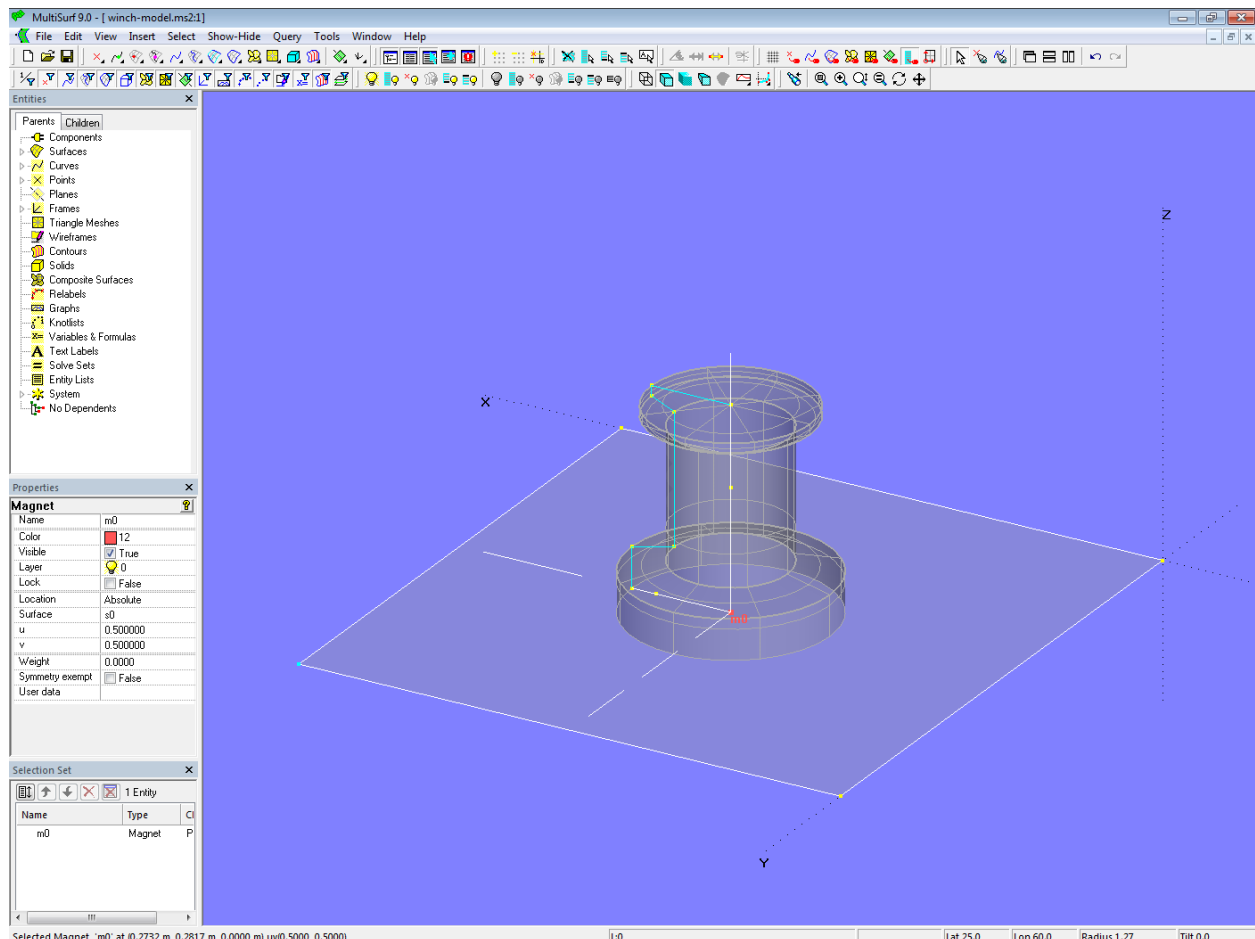 MultiSurf 9.0 - [ winch-model.ms2:1]
File Edit View Insert Select Show-Hide Query Tools Window Help
Entities
Parents Children
Components
Surfaces
Curves
Points
Planes
Frames
Triangle Meshes
Wireframes
Contours
Solids
Composite Surfaces
Relabels
Graphs
Knotlists
Variables & Formulas
A Text Labels
Solve Sets
Entity Lists
System
No Dependents
Properties
Magnet
Name m0
Color 12
Visible True
Layer 0
Lock False
Location Absolute
Surface s0
u 0.500000
v 0.500000
Weight 0.0000
Symmetry exempt False
User data
Selection Set
1 Entity
Name Type Cl
m0 Magnet P
Z
X
m0
Y
Selected Magnet 'm0' at (0.2732 m, 0.2817 m, 0.0000 m) uv(0.5000, 0.5000) L:0 Lat 25.0 Lon 60.0 Radius 1.27 Tilt 0.0